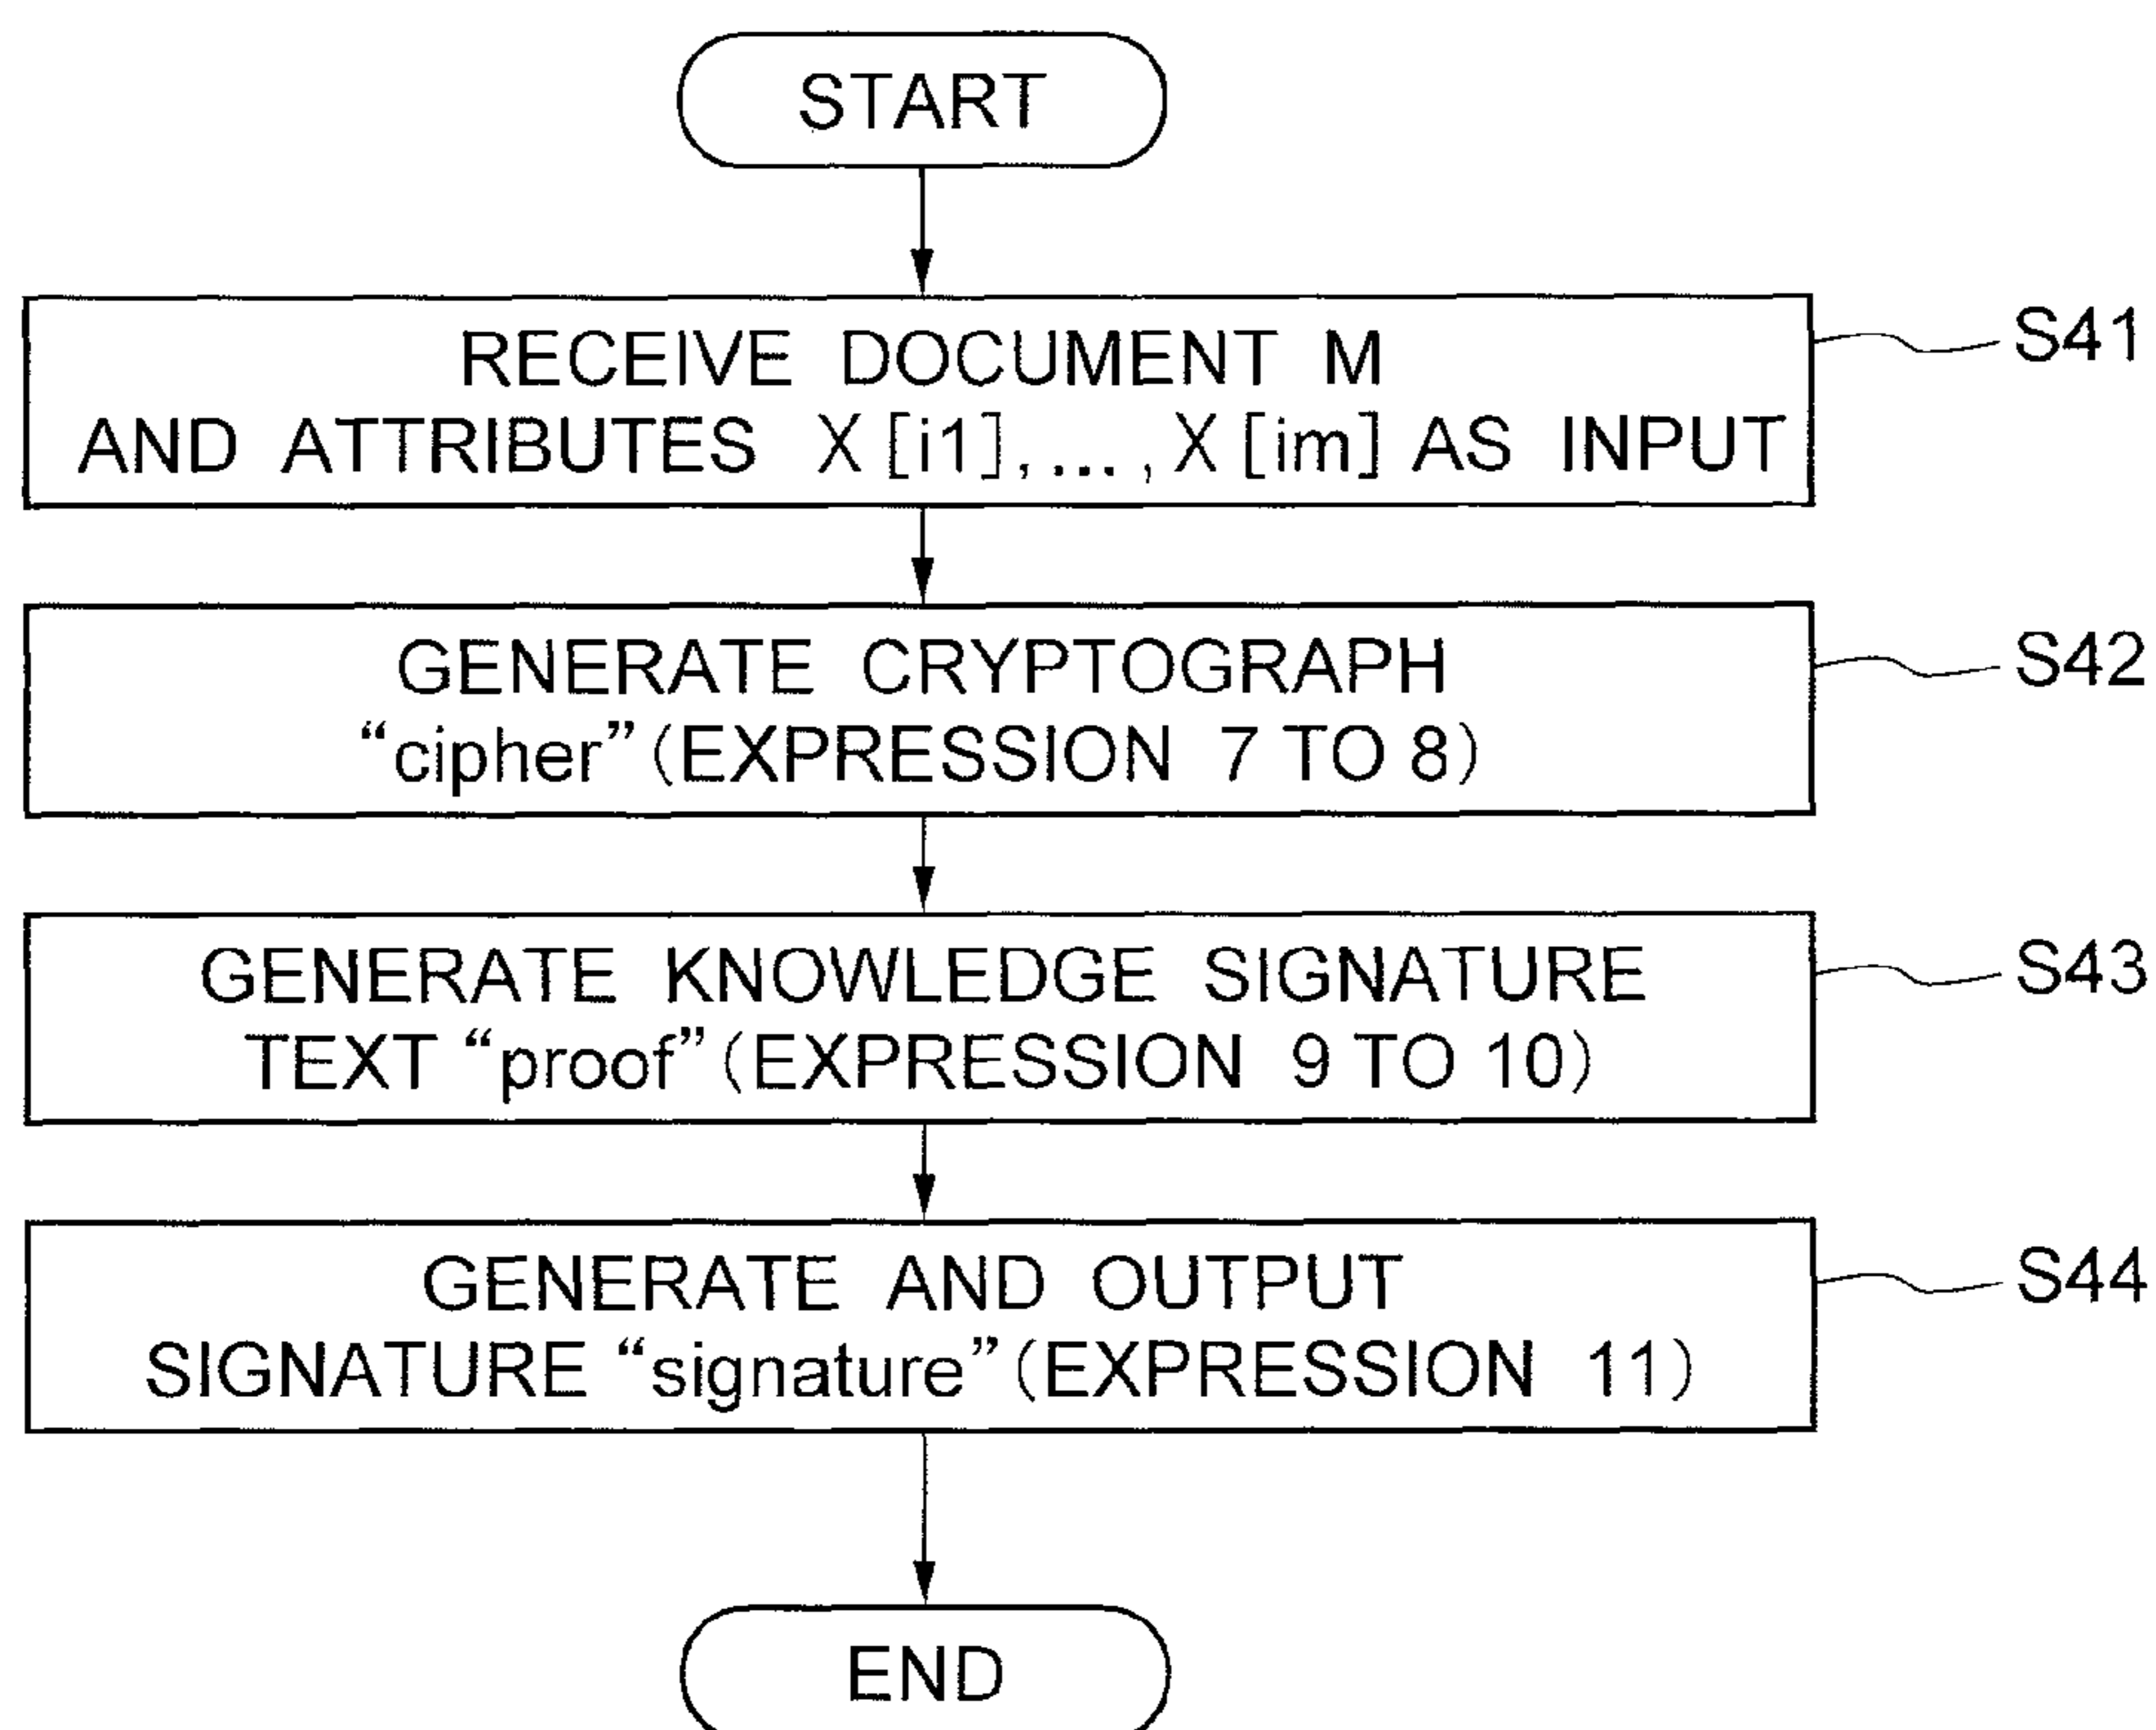 START
RECEIVE DOCUMENT M
AND ATTRIBUTES X [i1], ... , X [im] AS INPUT
S41
GENERATE CRYPTOGRAPH
“cipher” (EXPRESSION 7 TO 8)
S42
GENERATE KNOWLEDGE SIGNATURE
TEXT “proof” (EXPRESSION 9 TO 10)
S43
GENERATE AND OUTPUT
SIGNATURE “signature” (EXPRESSION 11)
S44
END